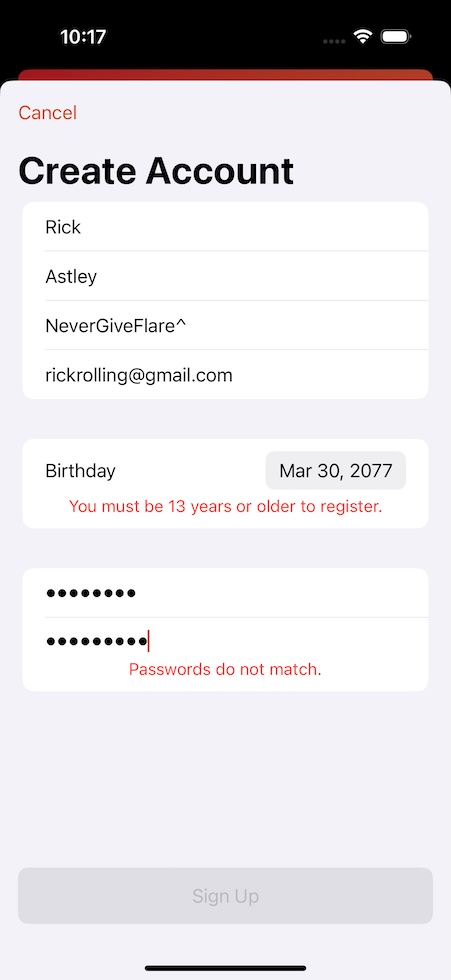 10:17
Cancel
Create Account
Rick
Astley
NeverGiveFlare^
rickrolling@gmail.com
Birthday Mar 30, 2077
You must be 13 years or older to register.
••••••••
•••••••••
Passwords do not match.
Sign Up